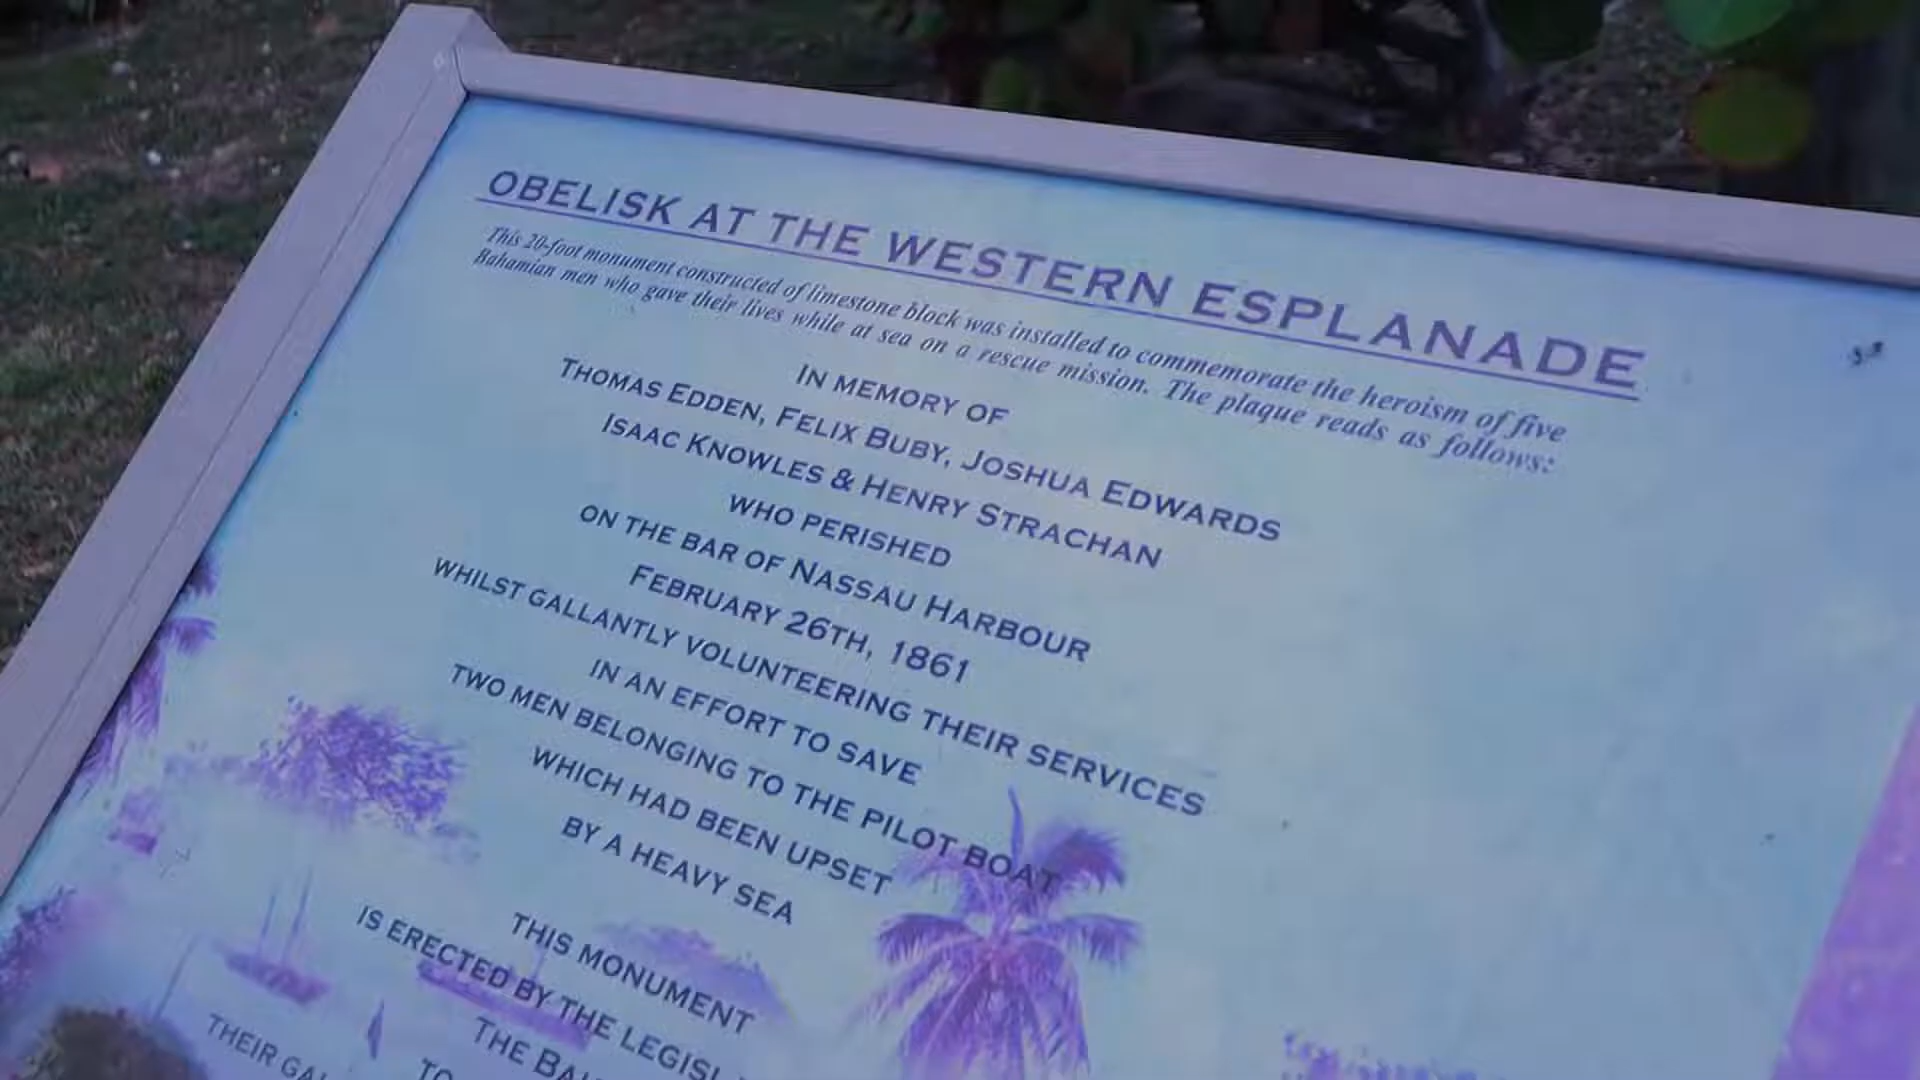 OBELISK AT THE WESTERN ESPLANADE
This 20-foot monument constructed of limestone block was installed to commemorate the heroism of five
Bahamian men who gave their lives while at sea on a rescue mission. The plaque reads as follows:
IN MEMORY OF
THOMAS EDDEN, FELIX BUBY, JOSHUA EDWARDS
ISAAC KNOWLES & HENRY STRACHAN
WHO PERISHED
ON THE BAR OF NASSAU HARBOUR
FEBRUARY 26TH, 1861
WHILST GALLANTLY VOLUNTEERING THEIR SERVICES
IN AN EFFORT TO SAVE
TWO MEN BELONGING TO THE PILOT BOAT
WHICH HAD BEEN UPSET
BY A HEAVY SEA
THIS MONUMENT
IS ERECTED BY THE
THE
TO
THEIR